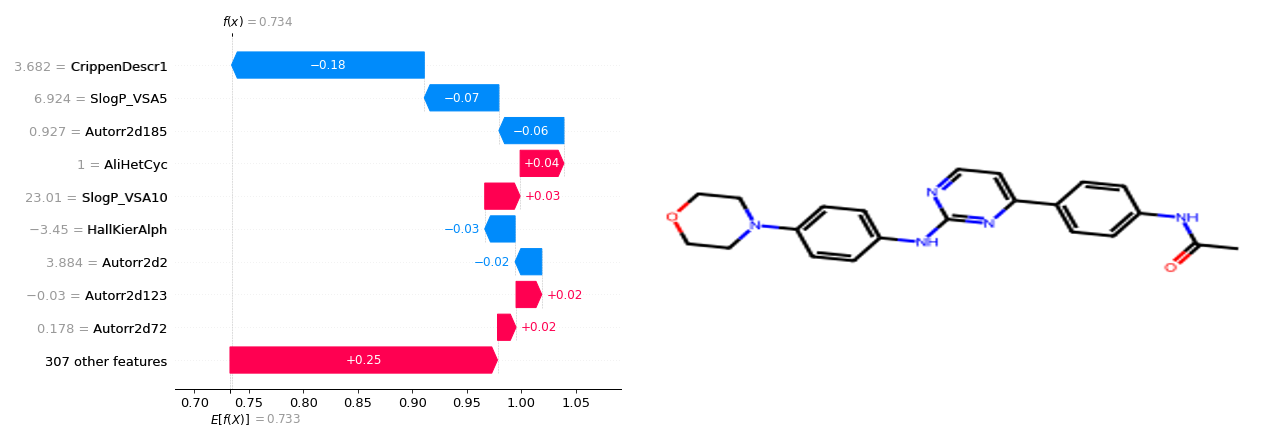 f(x) = 0.734
3.682 = CrippenDescr1
−0.18
6.924 = SlogP_VSA5
−0.07
0.927 = Autorr2d185
−0.06
1 = AliHetCyc
+0.04
23.01 = SlogP_VSA10
+0.03
−3.45 = HallKierAlph
−0.03
3.884 = Autorr2d2
−0.02
−0.03 = Autorr2d123
+0.02
0.178 = Autorr2d72
+0.02
307 other features
+0.25
0.70 0.75 0.80 0.85 0.90 0.95 1.00 1.05
E[f(X)] = 0.733
O
N
NH
N
N
NH
O